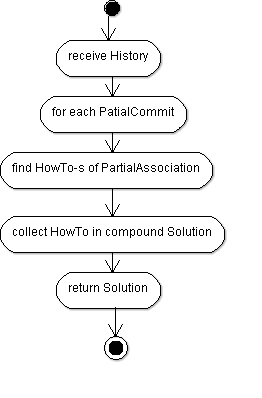 receive History
for each PatialCommit
find HowTo-s of PartialAssociation
collect HowTo in compound Solution
return Solution